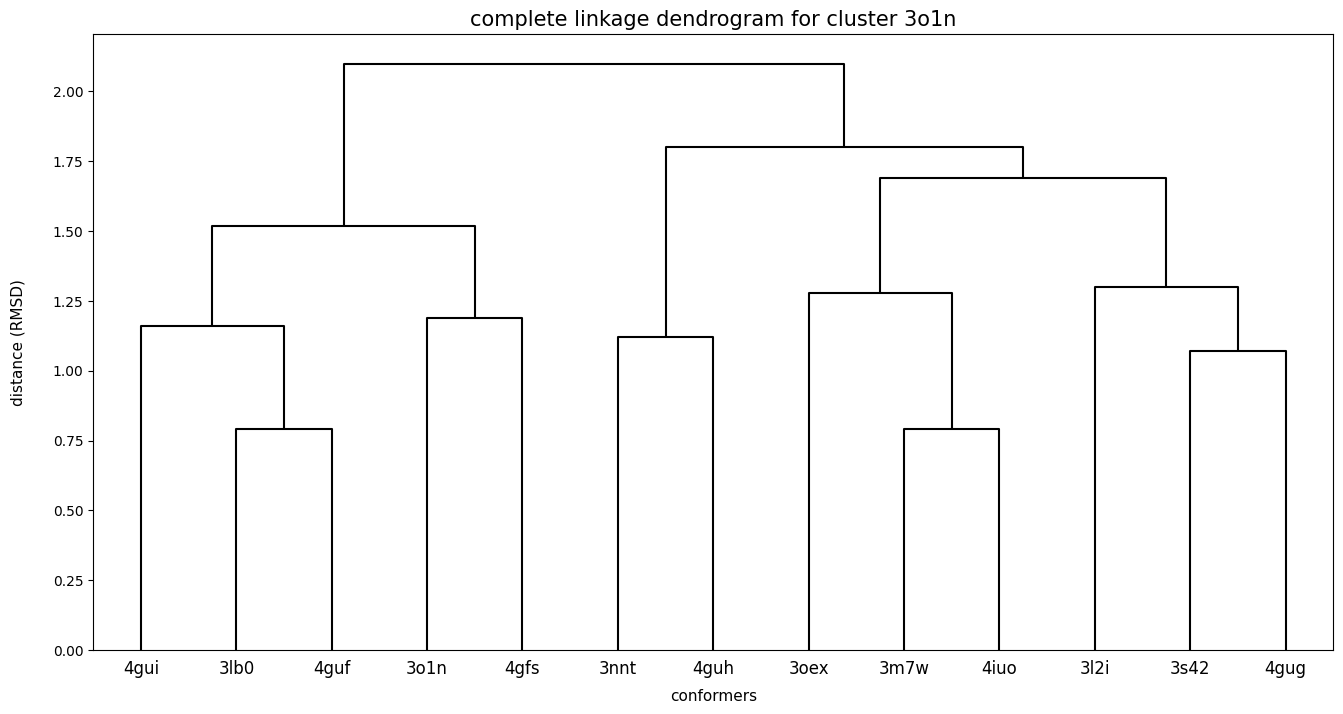 complete linkage dendrogram for cluster 3o1n
distance (RMSD)
2.00
1.75
1.50
1.25
1.00
0.75
0.50
0.25
0.00
4gui 3lb0 4guf 3o1n 4gfs 3nnt 4guh 3oex 3m7w 4iuo 3l2i 3s42 4gug
conformers